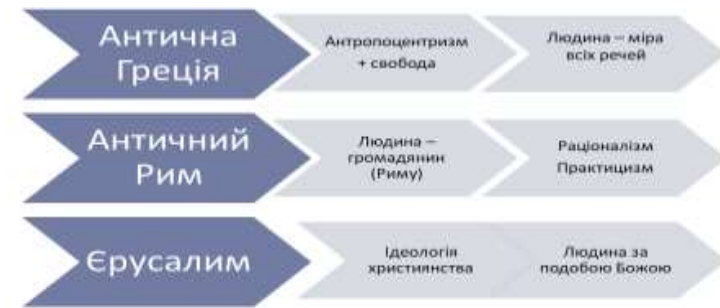 Антична
Греція
Антропоцентризм
+ свобода
Людина – міра
всіх речей
Античний
Рим
Людина –
громадянин
(Риму)
Раціоналізм
Практицизм
Єрусалим
Ідеологія
християнства
Людина за
подобою Божою